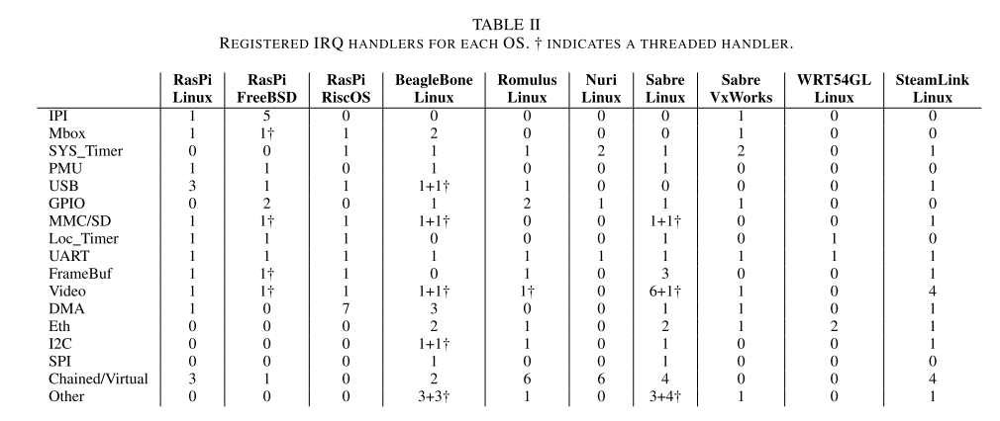 TABLE II
REGISTERED IRQ HANDLERS FOR EACH OS. † INDICATES A THREADED HANDLER.
RasPi Linux RasPi FreeBSD RasPi RiscOS BeagleBone Linux Romulus Linux Nuri Linux Sabre Linux Sabre VxWorks WRT54GL Linux SteamLink Linux
IPI 1 5 0 0 0 0 0 1 0 0
Mbox 1 1† 1 2 0 0 0 1 0 0
SYS_Timer 0 0 1 1 1 2 1 2 0 1
PMU 1 1 0 1 0 0 1 0 0 0
USB 3 1 1 1+1† 1 0 0 0 0 1
GPIO 0 2 0 1 2 1 1 1 0 0
MMC/SD 1 1† 1 1+1† 0 0 1+1† 0 0 1
Loc_Timer 1 1 1 0 0 0 1 0 1 0
UART 1 1 1 1 1 1 1 1 1 1
FrameBuf 1 1† 1 0 1 0 3 0 0 1
Video 1 1† 1 1+1† 1† 0 6+1† 1 0 4
DMA 1 0 7 3 0 0 1 1 0 1
Eth 0 0 0 2 1 0 2 1 2 1
I2C 0 0 0 1+1† 1 0 1 0 0 1
SPI 0 0 0 1 0 0 1 0 0 0
Chained/Virtual 3 1 0 2 6 6 4 0 0 4
Other 0 0 0 3+3† 1 0 3+4† 1 0 1